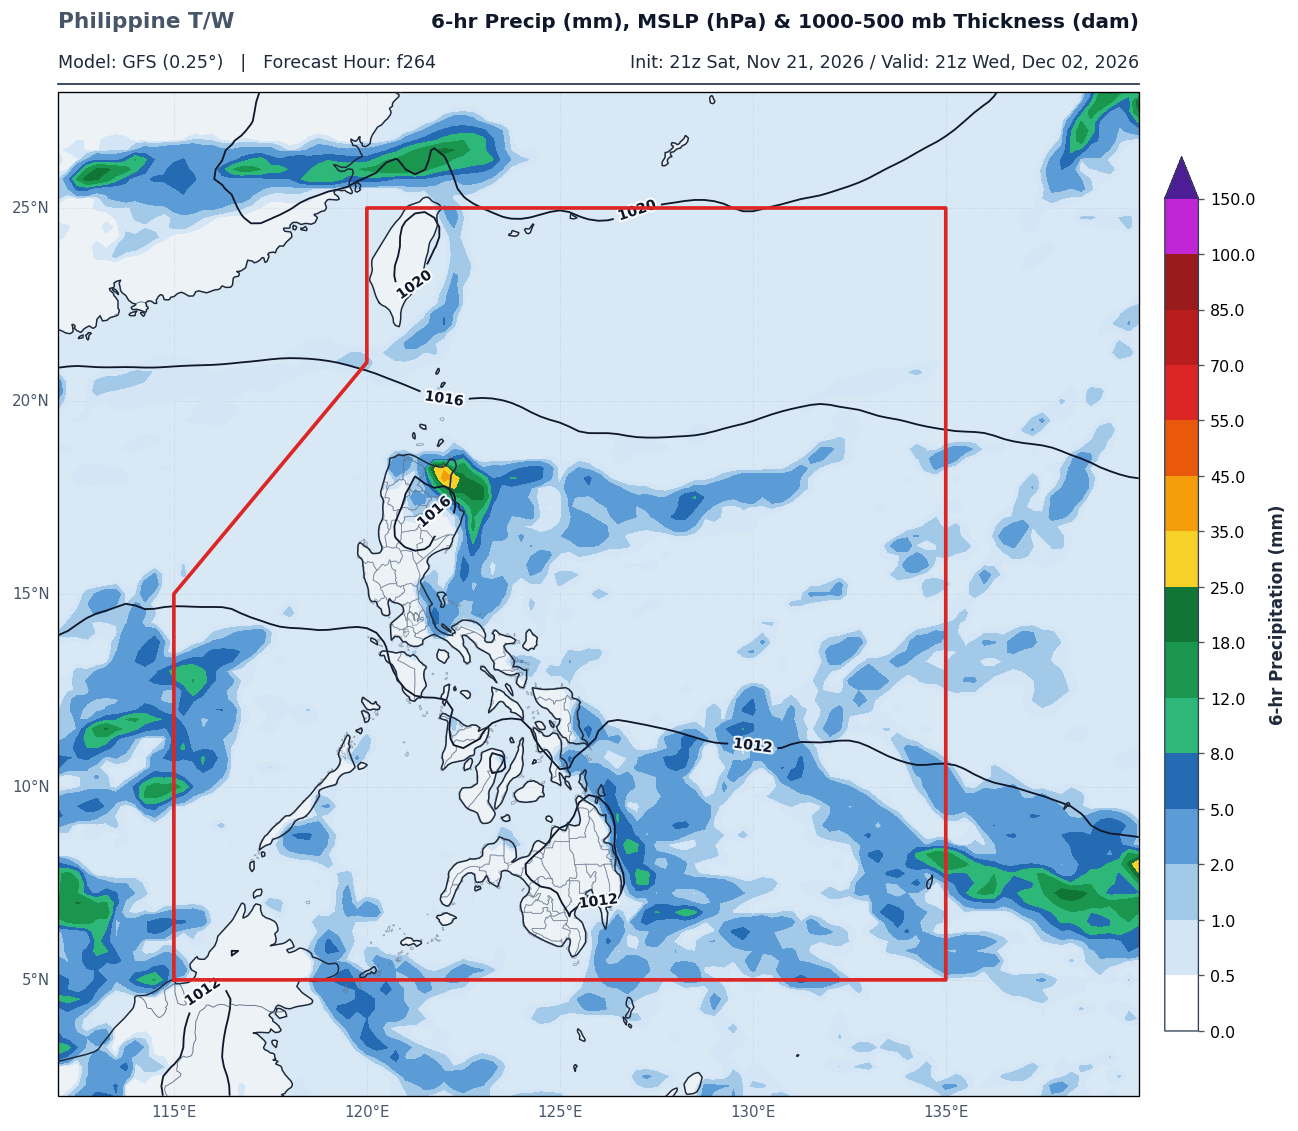 Philippine T/W
6-hr Precip (mm), MSLP (hPa) & 1000-500 mb Thickness (dam)
Model: GFS (0.25°) | Forecast Hour: f264
Init: 21z Sat, Nov 21, 2026 / Valid: 21z Wed, Dec 02, 2026
25°N
20°N
15°N
10°N
5°N
1020
1020
1016
1016
1012
1012
1012
115°E
120°E
125°E
130°E
135°E
150.0
100.0
85.0
70.0
55.0
45.0
35.0
25.0
18.0
12.0
8.0
5.0
2.0
1.0
0.5
0.0
6-hr Precipitation (mm)